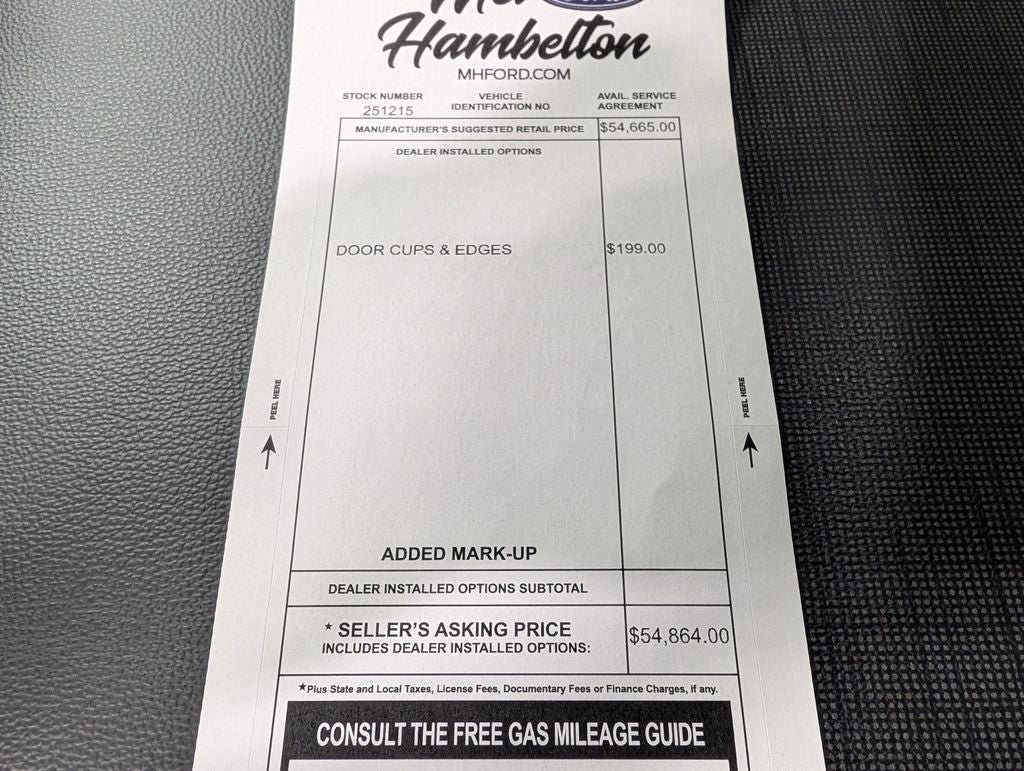 Hambelton
MHFORD.COM
STOCK NUMBER
251215
VEHICLE
IDENTIFICATION NO
AVAIL. SERVICE
AGREEMENT
MANUFACTURER'S SUGGESTED RETAIL PRICE $54,665.00
DEALER INSTALLED OPTIONS
DOOR CUPS & EDGES $199.00
PEEL HERE
PEEL HERE
ADDED MARK-UP
DEALER INSTALLED OPTIONS SUBTOTAL
* SELLER'S ASKING PRICE
INCLUDES DEALER INSTALLED OPTIONS:
$54,864.00
*Plus State and Local Taxes, License Fees, Documentary Fees or Finance Charges, if any.
CONSULT THE FREE GAS MILEAGE GUIDE